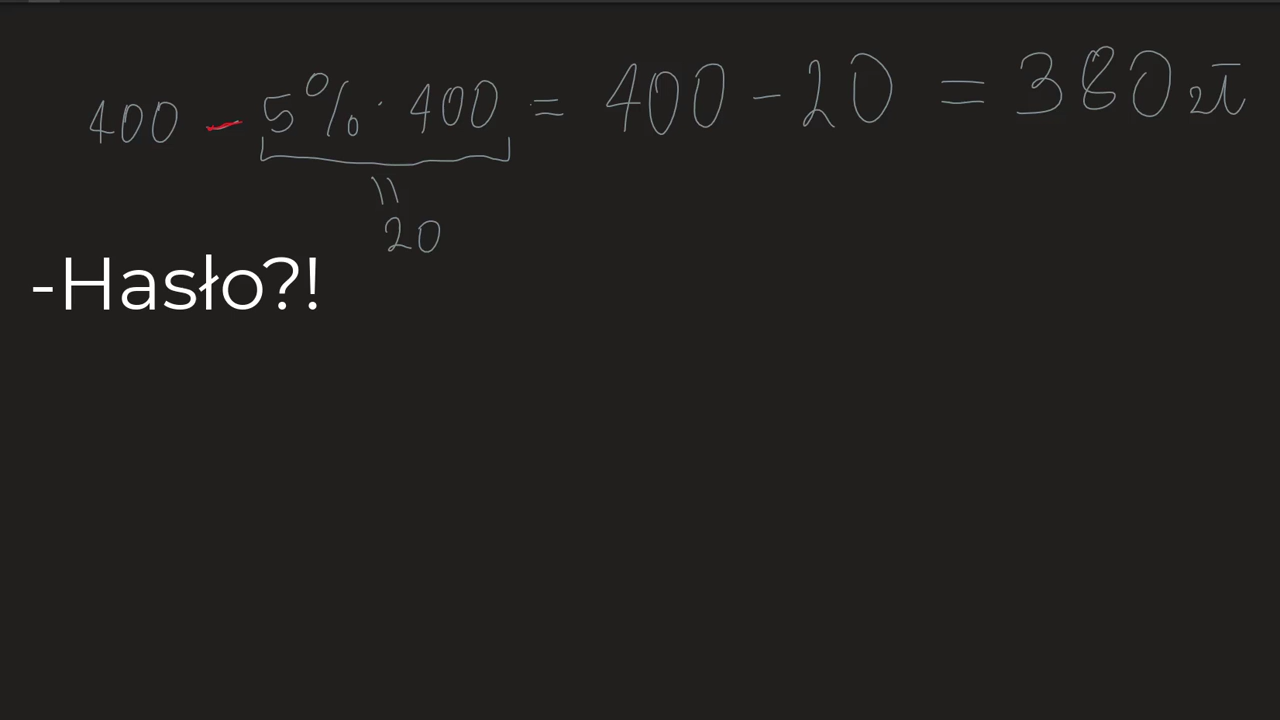 400 - 5% · 400 = 400 - 20 = 380 zł
=
20
-Hasło?!